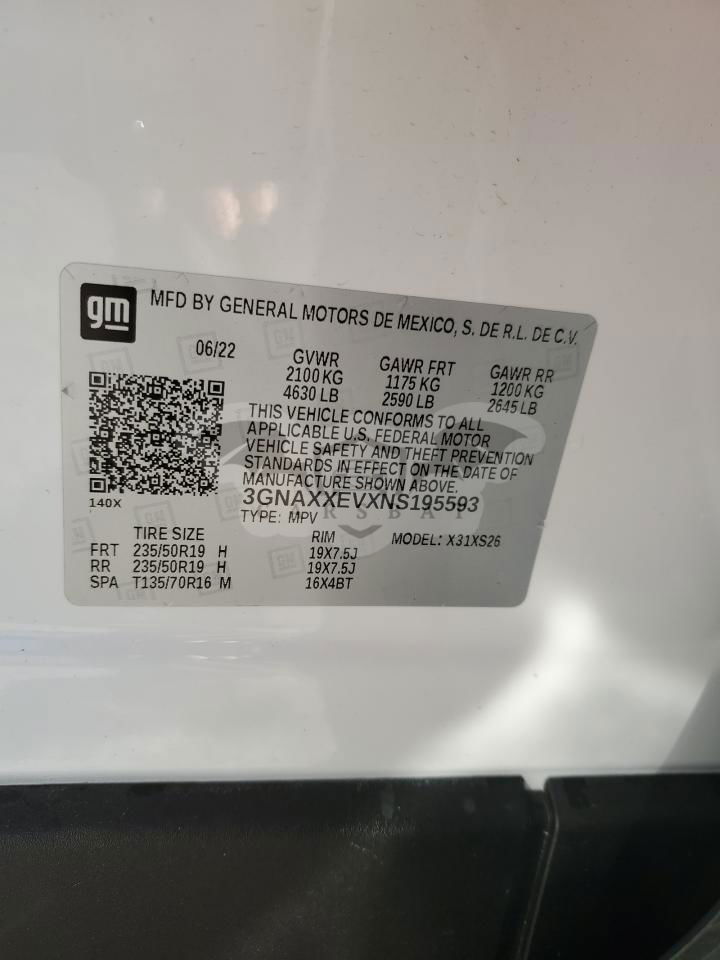 gm MFD BY GENERAL MOTORS DE MEXICO, S. DE R.L. DE C.V.
06/22 GVWR GAWR FRT GAWR RR
2100 KG 1175 KG 1200 KG
4630 LB 2590 LB 2645 LB
THIS VEHICLE CONFORMS TO ALL
APPLICABLE U.S. FEDERAL MOTOR
VEHICLE SAFETY AND THEFT PREVENTION
STANDARDS IN EFFECT ON THE DATE OF
MANUFACTURE SHOWN ABOVE.
3GNAXXEVXNS195593
140X TYPE: MPV
CARSBAT
TIRE SIZE RIM MODEL: X31XS26
FRT 235/50R19 H 19X7.5J
RR 235/50R19 H 19X7.5J
SPA T135/70R16 M 16X4BT